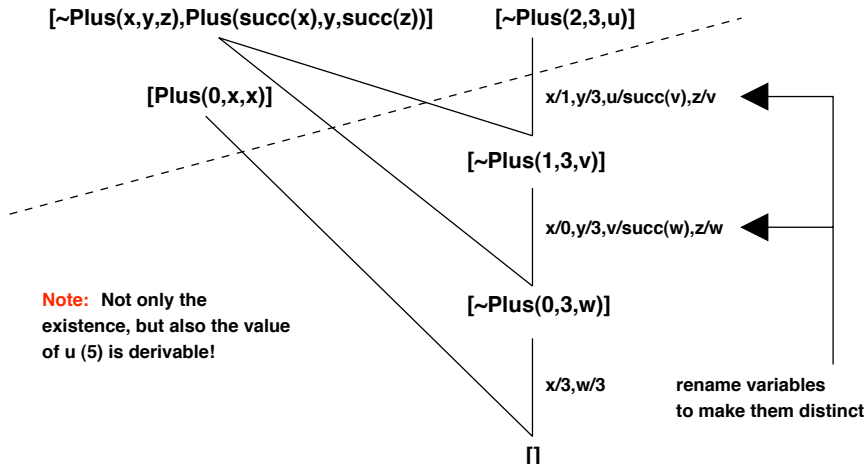 [~Plus(x,y,z),Plus(succ(x),y,succ(z))]
[~Plus(2,3,u)]
[Plus(0,x,x)]
x/1,y/3,u/succ(v),z/v
[~Plus(1,3,v)]
x/0,y/3,v/succ(w),z/w
Note: Not only the
existence, but also the value
of u (5) is derivable!
[~Plus(0,3,w)]
x/3,w/3
rename variables
to make them distinct
[]